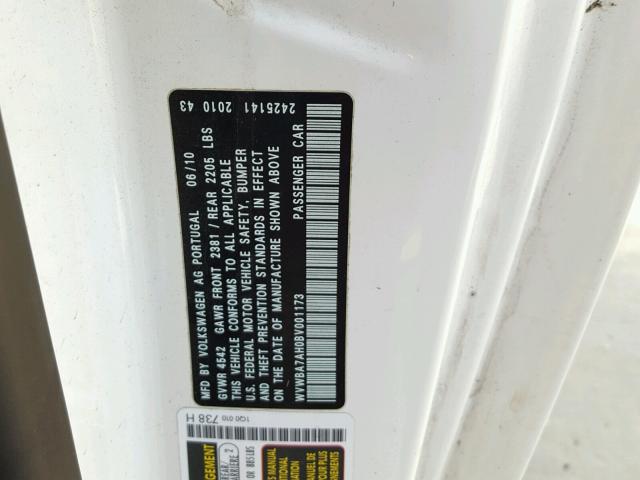 MFD BY VOLKSWAGEN AG PORTUGAL 06/10 2010 43
GVWR 4542 GAWR FRONT 2381 / REAR 2205 LBS
THIS VEHICLE CONFORMS TO ALL APPLICABLE
U.S. FEDERAL MOTOR VEHICLE SAFETY, BUMPER
AND THEFT PREVENTION STANDARDS IN EFFECT
ON THE DATE OF MANUFACTURE SHOWN ABOVE
2425141
WVWBA7AH0BV001173 PASSENGER CAR
1Q0 010
738 H